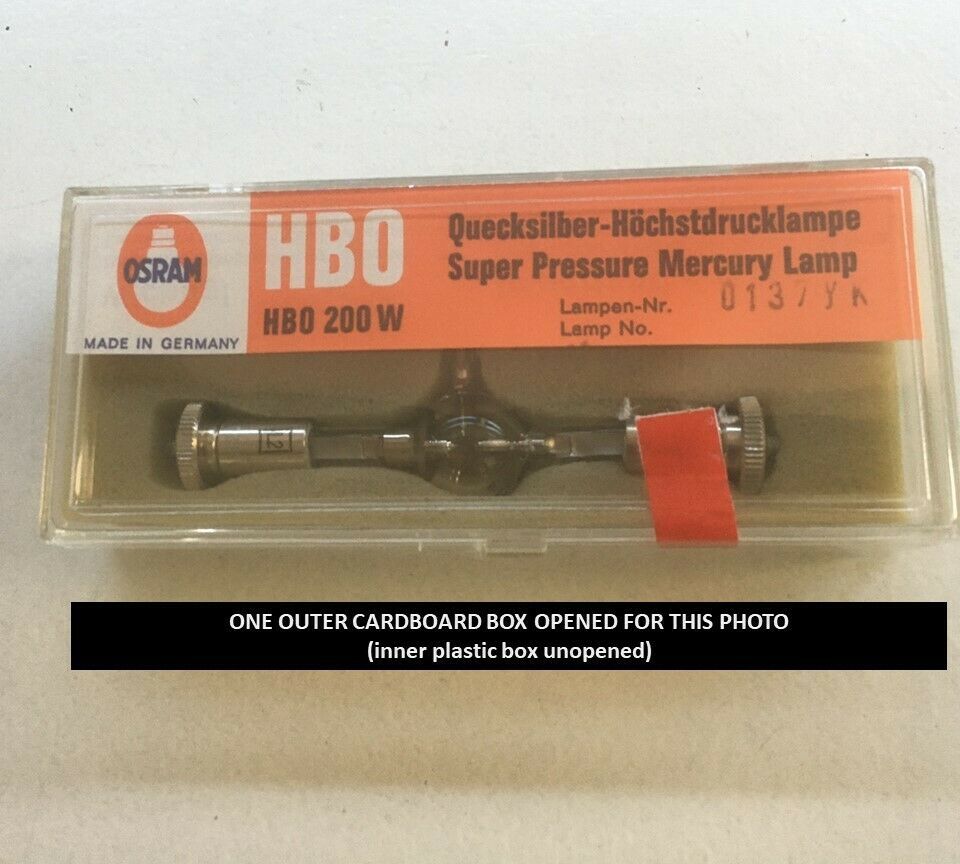 OSRAM
MADE IN GERMANY
HBO
HBO 200 W
Quecksilber-Höchstdrucklampe
Super Pressure Mercury Lamp
Lampen-Nr. 0137YK
Lamp No.
ONE OUTER CARDBOARD BOX OPENED FOR THIS PHOTO
(inner plastic box unopened)